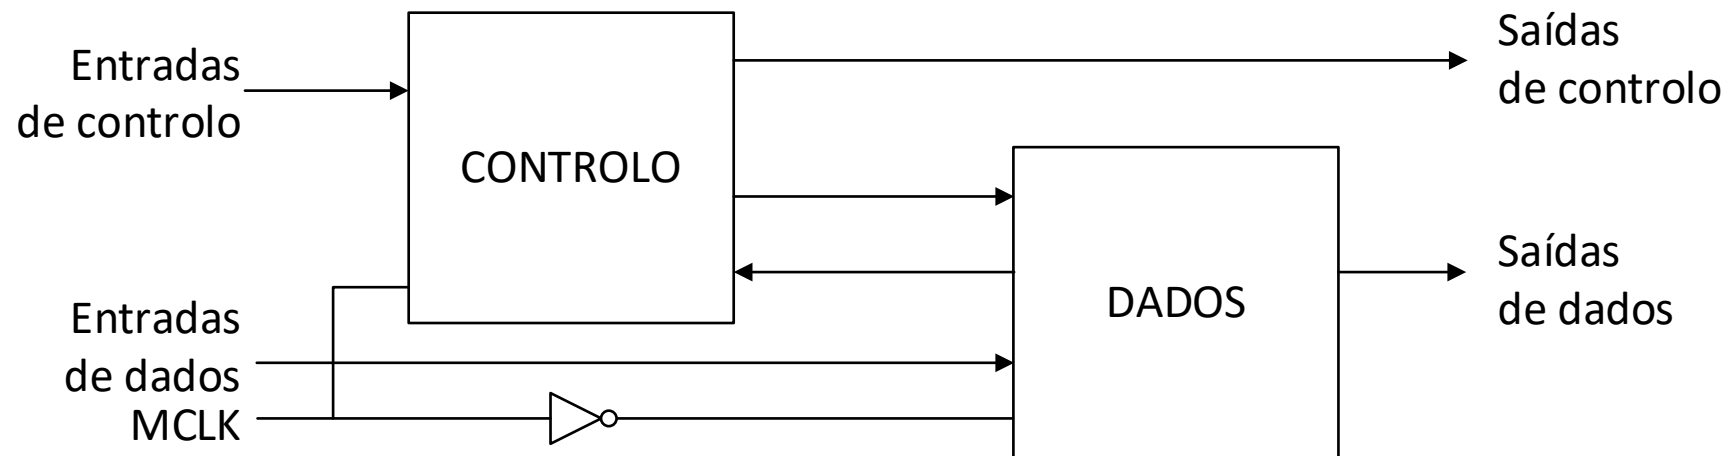 Entradas
de controlo
CONTROLO
Saídas
de controlo
DADOS
Saídas
de dados
Entradas
de dados
MCLK